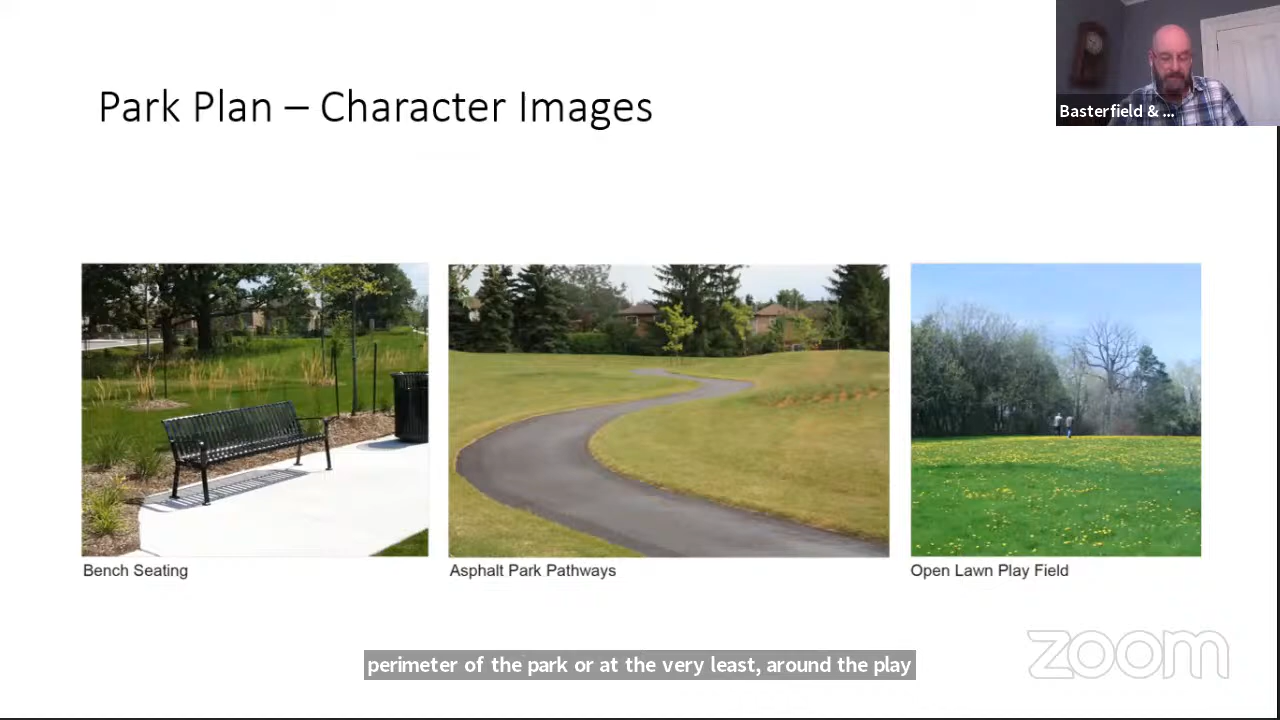 Park Plan – Character Images
Basterfield & ...
Bench Seating
Asphalt Park Pathways
Open Lawn Play Field
perimeter of the park or at the very least, around the play
zoom